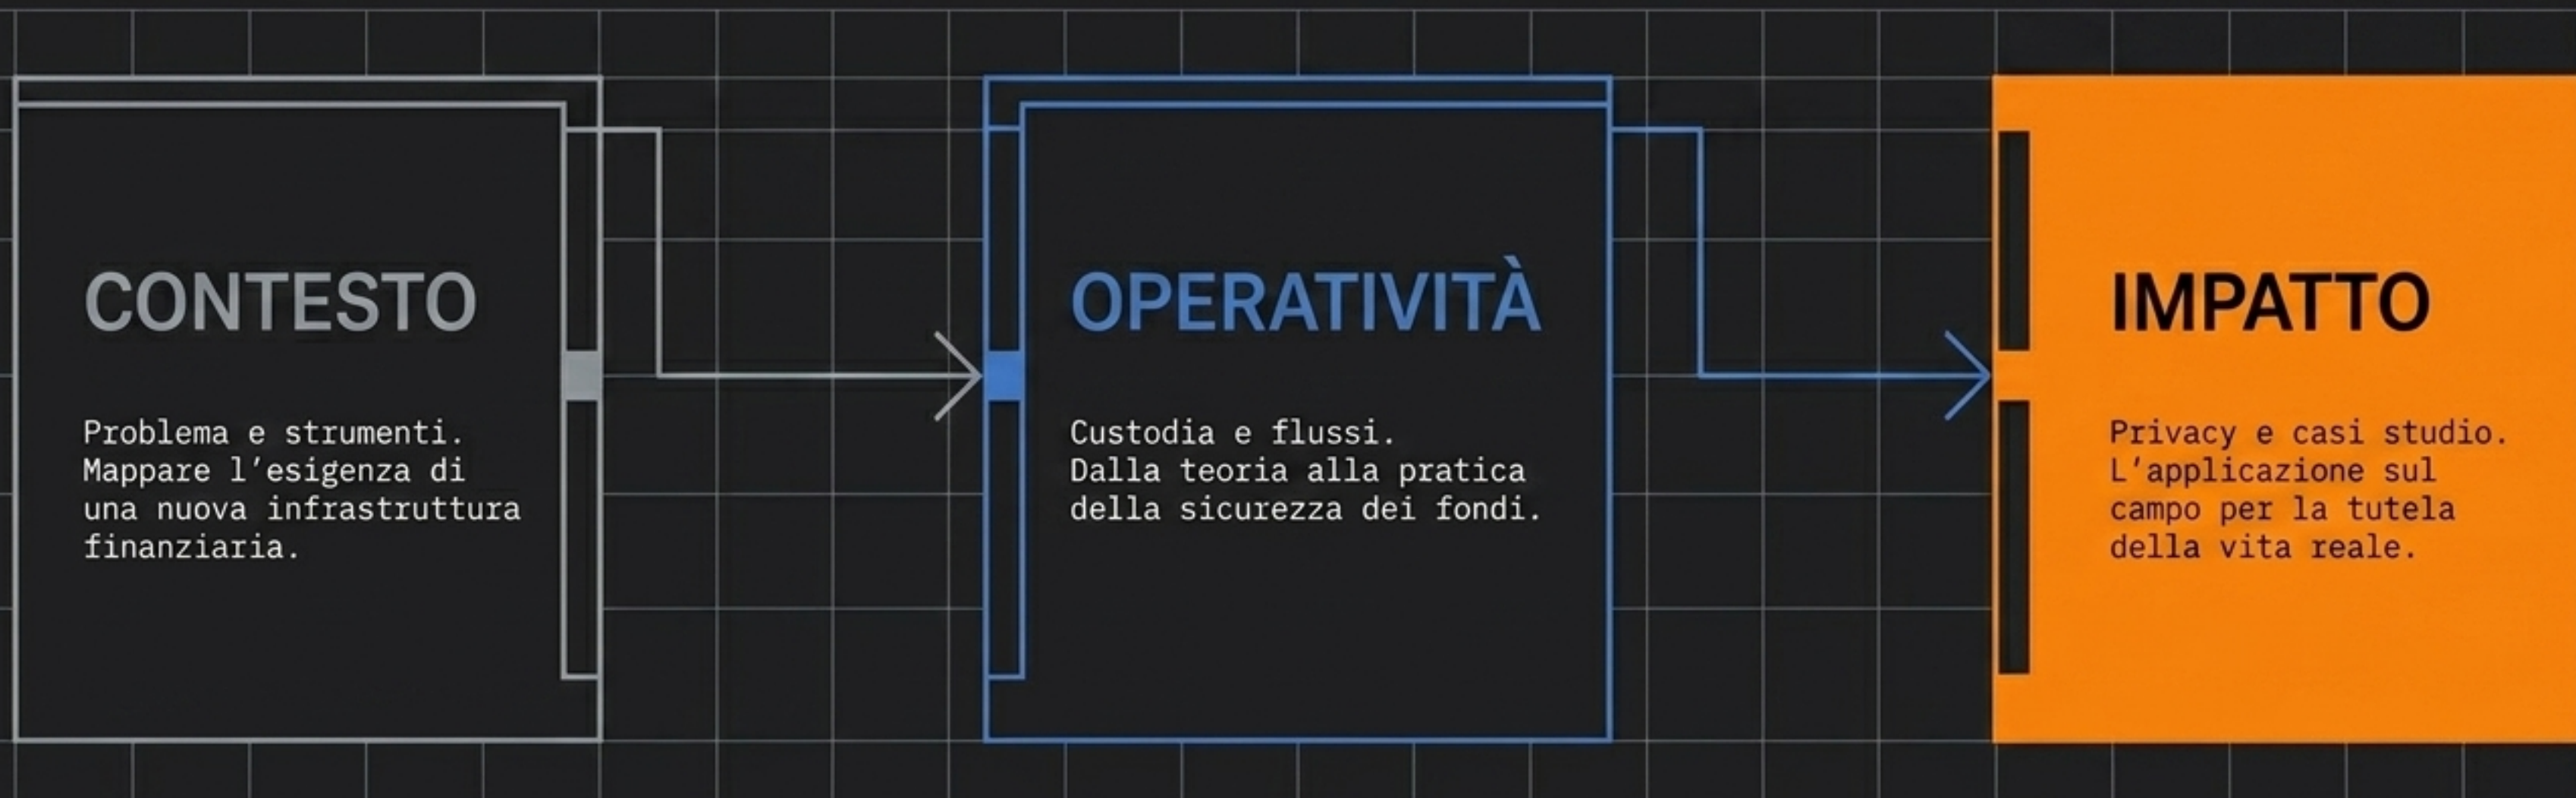 CONTESTO
Problema e strumenti.
Mappare l’esigenza di
una nuova infrastruttura
finanziaria.
OPERATIVITÀ
Custodia e flussi.
Dalla teoria alla pratica
della sicurezza dei fondi.
IMPATTO
Privacy e casi studio.
L’applicazione sul
campo per la tutela
della vita reale.